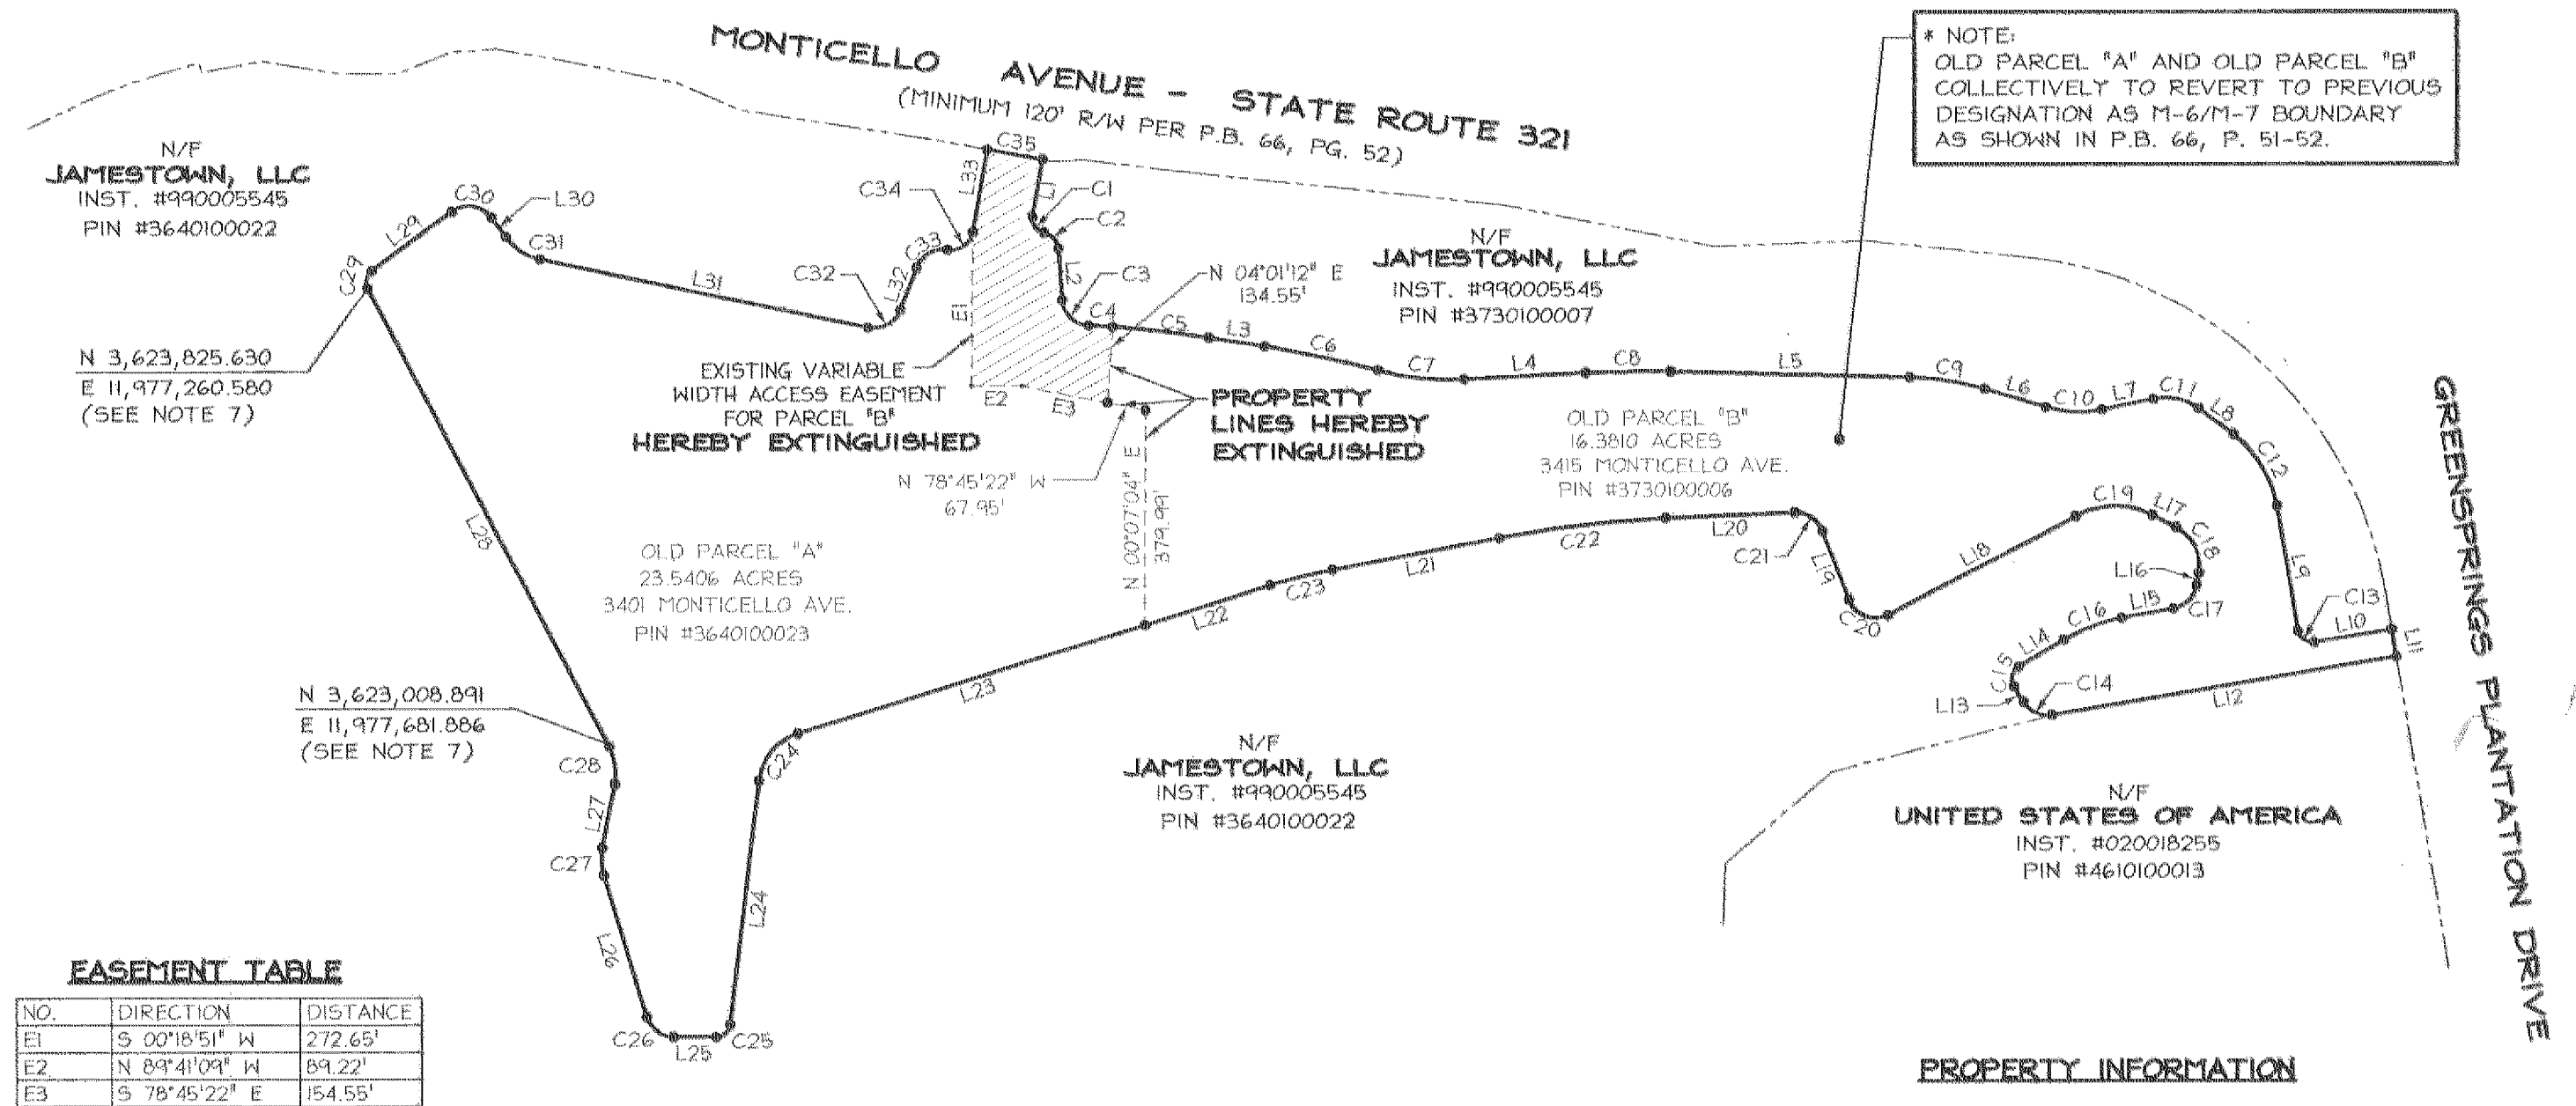 MONTICELLO AVENUE - STATE ROUTE 321
(MINIMUM 120' R/W PER P.B. 66, PG. 52)
* NOTE:
OLD PARCEL "A" AND OLD PARCEL "B"
COLLECTIVELY TO REVERT TO PREVIOUS
DESIGNATION AS M-6/M-7 BOUNDARY
AS SHOWN IN P.B. 66, P. 51-52.
N/F
JAMESTOWN, LLC
INST. #990005545
PIN #3640100022
C30
L30
L29
C31
C29
L31
C32
L32
C33
C34
L33
C35
L1
C1
C2
L2
C3
C4
N 04°01'12" E
134.55'
N/F
JAMESTOWN, LLC
INST. #990005545
PIN #3730100007
C5
L3
C6
C7
L4
C8
L5
C9
L6
C10
L7
C11
L8
C12
L9
C13
L10
L11
GREENSPRINGS PLANTATION DRIVE
N 3,623,825.630
E 11,977,260.580
(SEE NOTE 7)
E1
EXISTING VARIABLE
WIDTH ACCESS EASEMENT
FOR PARCEL "B"
HEREBY EXTINGUISHED
E2
E3
PROPERTY
LINES HEREBY
EXTINGUISHED
N 78°45'22" W
67.95'
N 00°07'04" E
379.99'
OLD PARCEL "B"
16.3810 ACRES
3415 MONTICELLO AVE.
PIN #3730100006
L28
OLD PARCEL "A"
23.5406 ACRES
3401 MONTICELLO AVE.
PIN #3640100023
C19
L17
C18
L16
C17
L15
C16
L14
C15
L13
C14
L12
L18
C20
L19
C21
L20
C22
L21
C23
L22
L23
C24
L24
C25
L25
C26
L26
C27
L27
C28
N 3,623,008.891
E 11,977,681.886
(SEE NOTE 7)
N/F
JAMESTOWN, LLC
INST. #990005545
PIN #3640100022
N/F
UNITED STATES OF AMERICA
INST. #020018255
PIN #4610100013
EASEMENT TABLE
NO. DIRECTION DISTANCE
E1 S 00°18'51" W 272.65'
E2 N 89°41'09" W 89.22'
E3 S 78°45'22" E 154.55'
PROPERTY INFORMATION